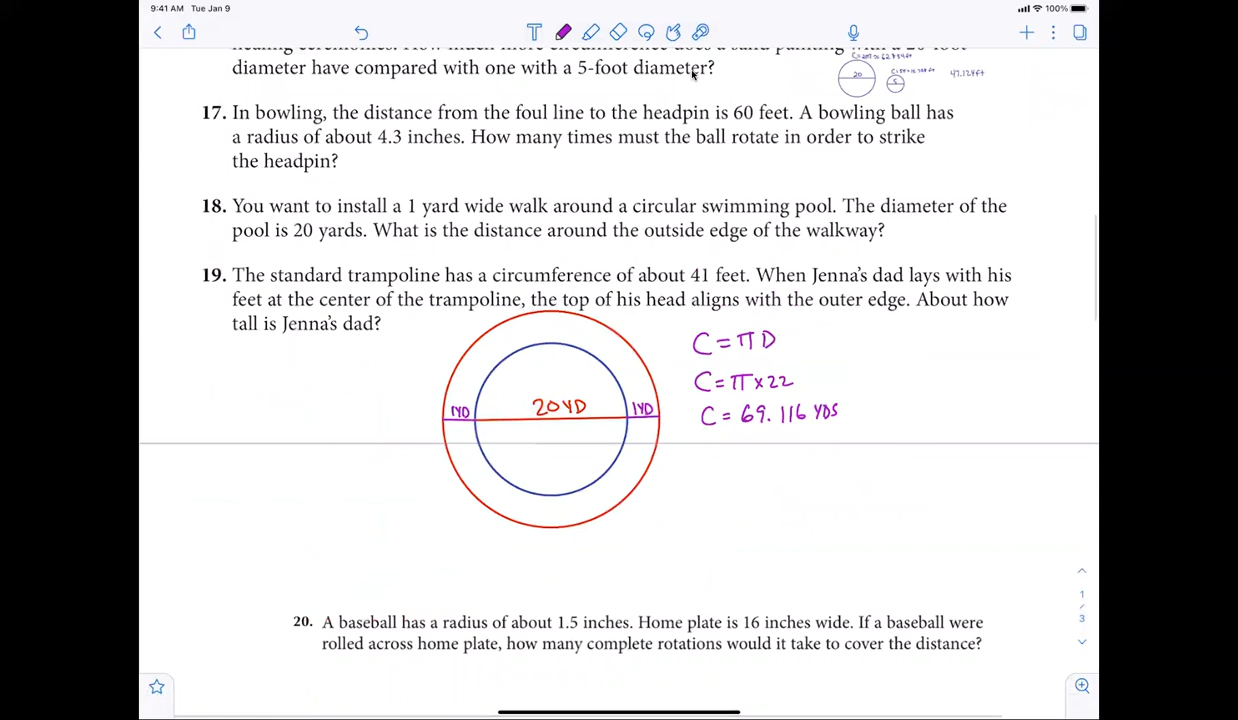 9:41 AM Tue Jan 9
100%
diameter have compared with one with a 5-foot diameter?
20
5
47.124ft
17. In bowling, the distance from the foul line to the headpin is 60 feet. A bowling ball has
a radius of about 4.3 inches. How many times must the ball rotate in order to strike
the headpin?
18. You want to install a 1 yard wide walk around a circular swimming pool. The diameter of the
pool is 20 yards. What is the distance around the outside edge of the walkway?
19. The standard trampoline has a circumference of about 41 feet. When Jenna's dad lays with his
feet at the center of the trampoline, the top of his head aligns with the outer edge. About how
tall is Jenna's dad?
C = πD
C = π x 22
C = 69.116 YDS
1YD 20YD 1YD
20. A baseball has a radius of about 1.5 inches. Home plate is 16 inches wide. If a baseball were
rolled across home plate, how many complete rotations would it take to cover the distance?
1
/
3